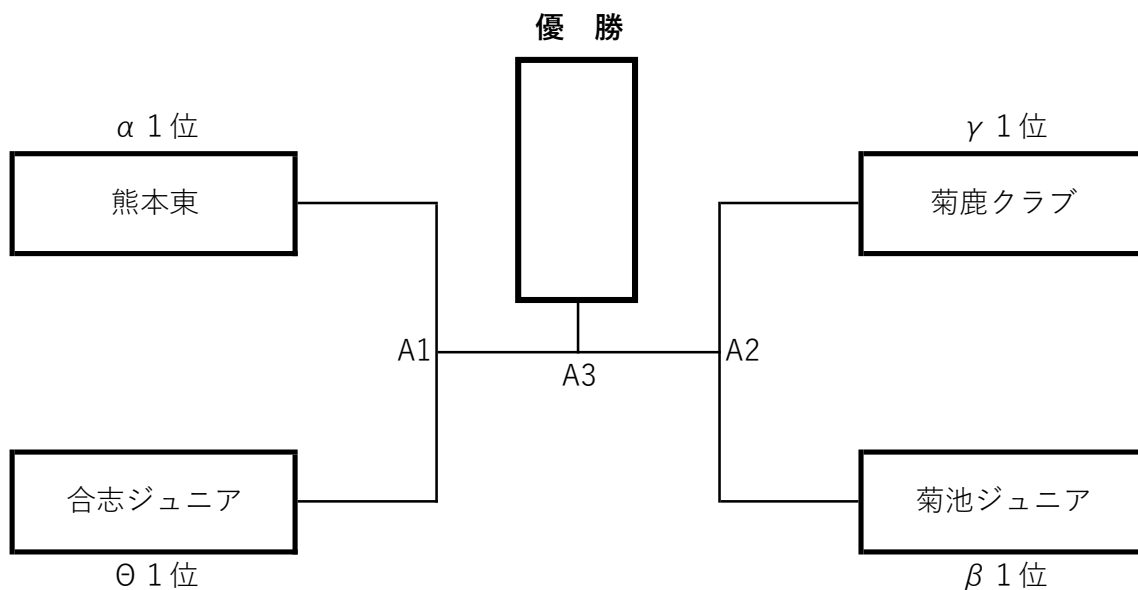 優　勝
α １位
γ １位
熊本東
菊鹿クラブ
A1
A2
A3
合志ジュニア
菊池ジュニア
Θ １位
β １位